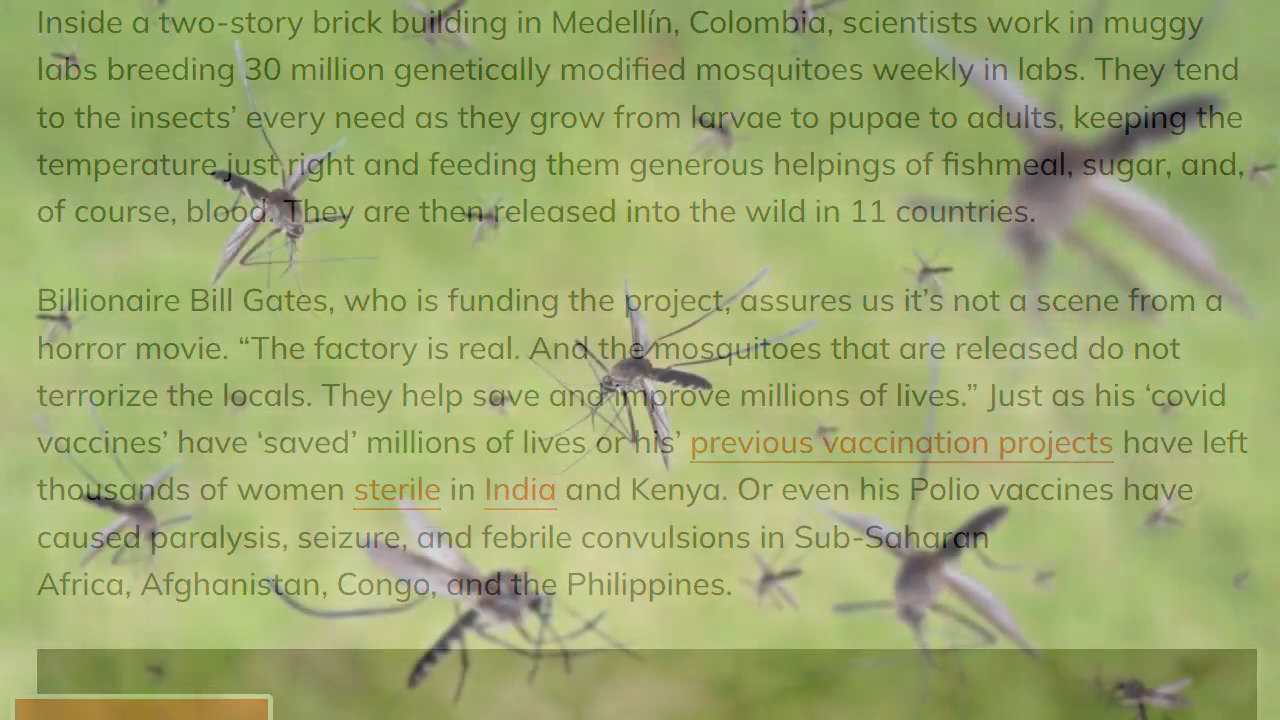 Inside a two-story brick building in Medellín, Colombia, scientists work in muggy
labs breeding 30 million genetically modified mosquitoes weekly in labs. They tend
to the insects’ every need as they grow from larvae to pupae to adults, keeping the
temperature just right and feeding them generous helpings of fishmeal, sugar, and,
of course, blood. They are then released into the wild in 11 countries.
Billionaire Bill Gates, who is funding the project, assures us it’s not a scene from a
horror movie. “The factory is real. And the mosquitoes that are released do not
terrorize the locals. They help save and improve millions of lives.” Just as his ‘covid
vaccines’ have ‘saved’ millions of lives or his’ previous vaccination projects have left
thousands of women sterile in India and Kenya. Or even his Polio vaccines have
caused paralysis, seizure, and febrile convulsions in Sub-Saharan
Africa, Afghanistan, Congo, and the Philippines.